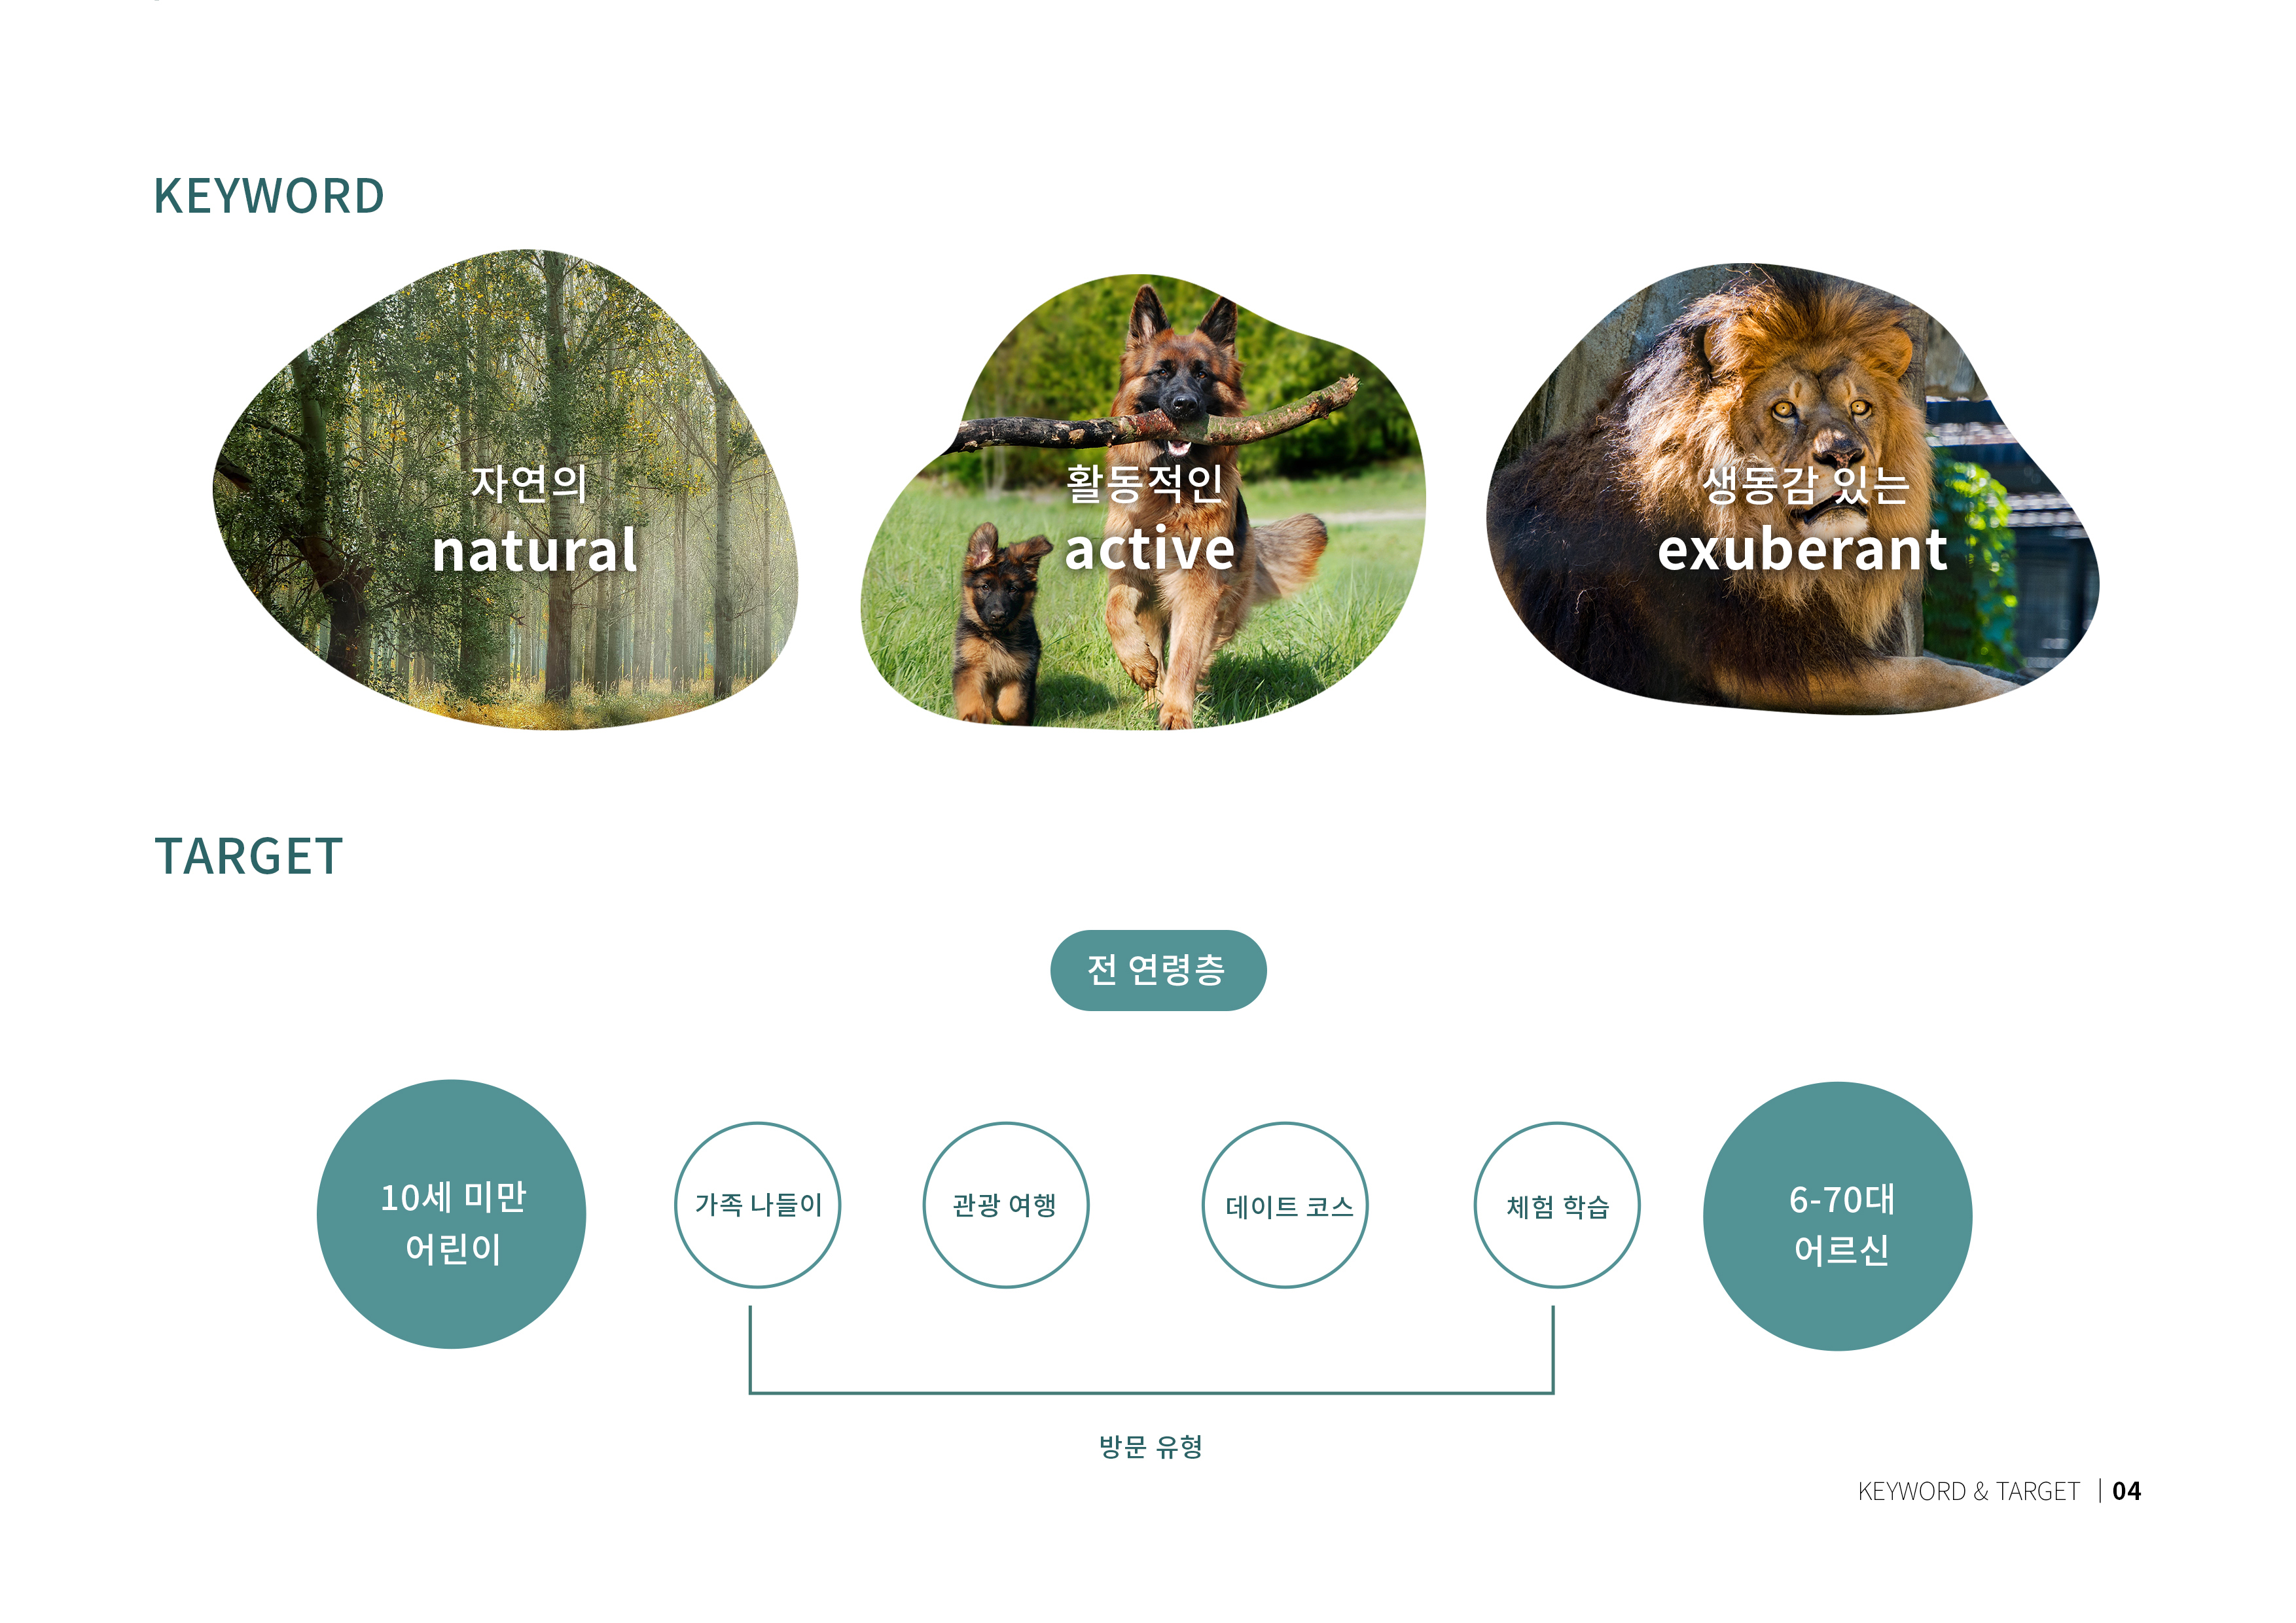 KEYWORD
자연의
natural
활동적인
active
생동감 있는
exuberant
TARGET
전 연령층
10세 미만
어린이
가족 나들이
관광 여행
데이트 코스
체험 학습
6-70대
어르신
방문 유형
KEYWORD & TARGET | 04